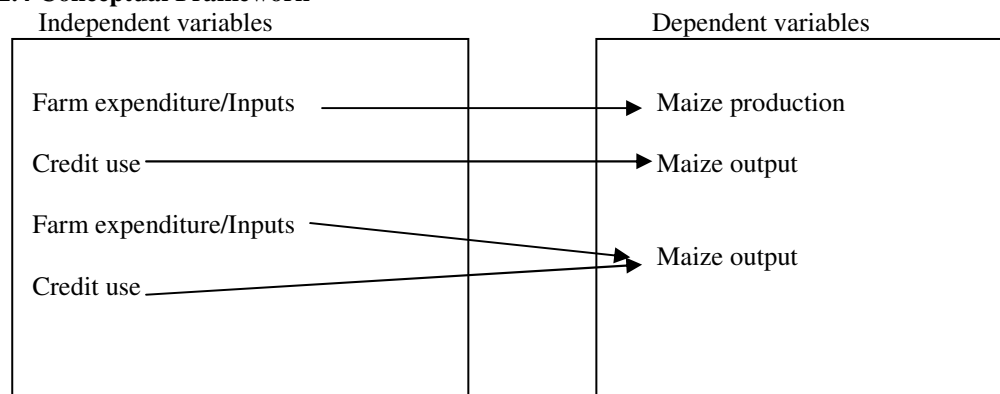 Independent variables
Dependent variables
Farm expenditure/Inputs
Maize production
Credit use
Maize output
Farm expenditure/Inputs
Maize output
Credit use